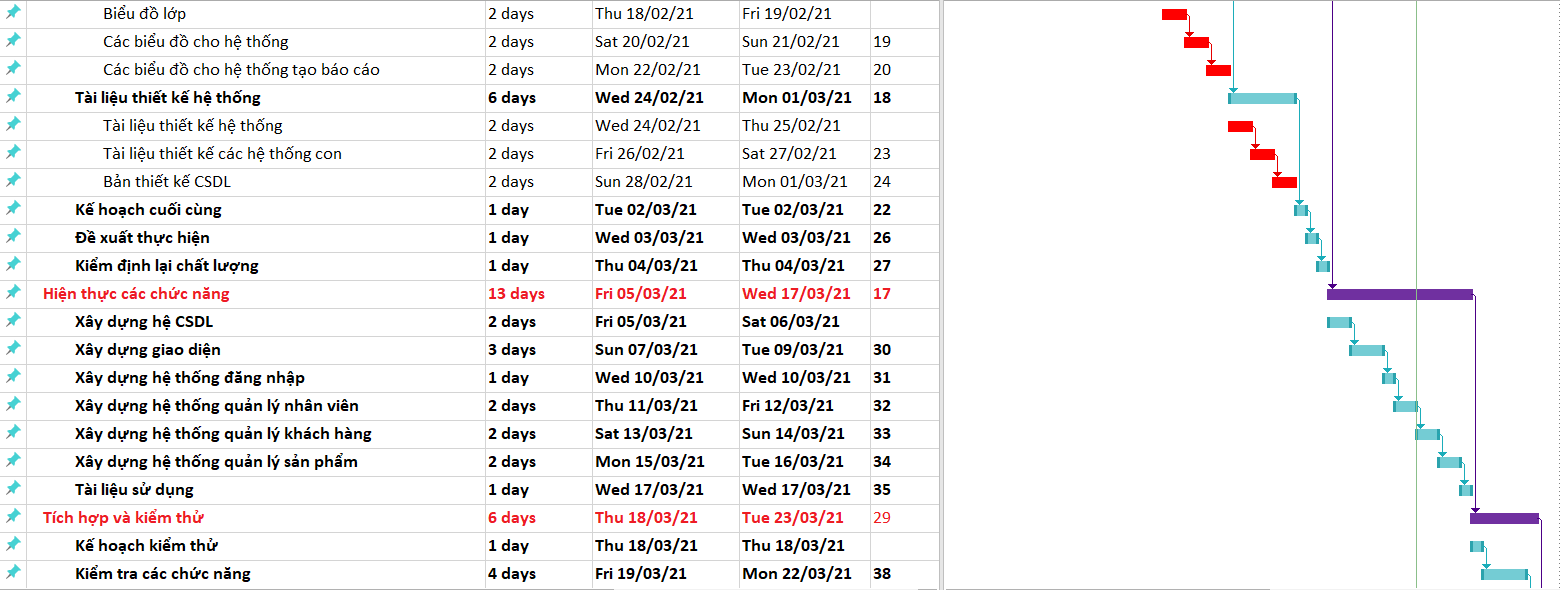 Biểu đồ lớp 2 days Thu 18/02/21 Fri 19/02/21
Các biểu đồ cho hệ thống 2 days Sat 20/02/21 Sun 21/02/21 19
Các biểu đồ cho hệ thống tạo báo cáo 2 days Mon 22/02/21 Tue 23/02/21 20
Tài liệu thiết kế hệ thống 6 days Wed 24/02/21 Mon 01/03/21 18
Tài liệu thiết kế hệ thống 2 days Wed 24/02/21 Thu 25/02/21
Tài liệu thiết kế các hệ thống con 2 days Fri 26/02/21 Sat 27/02/21 23
Bản thiết kế CSDL 2 days Sun 28/02/21 Mon 01/03/21 24
Kế hoạch cuối cùng 1 day Tue 02/03/21 Tue 02/03/21 22
Đề xuất thực hiện 1 day Wed 03/03/21 Wed 03/03/21 26
Kiểm định lại chất lượng 1 day Thu 04/03/21 Thu 04/03/21 27
Hiện thực các chức năng 13 days Fri 05/03/21 Wed 17/03/21 17
Xây dựng hệ CSDL 2 days Fri 05/03/21 Sat 06/03/21
Xây dựng giao diện 3 days Sun 07/03/21 Tue 09/03/21 30
Xây dựng hệ thống đăng nhập 1 day Wed 10/03/21 Wed 10/03/21 31
Xây dựng hệ thống quản lý nhân viên 2 days Thu 11/03/21 Fri 12/03/21 32
Xây dựng hệ thống quản lý khách hàng 2 days Sat 13/03/21 Sun 14/03/21 33
Xây dựng hệ thống quản lý sản phẩm 2 days Mon 15/03/21 Tue 16/03/21 34
Tài liệu sử dụng 1 day Wed 17/03/21 Wed 17/03/21 35
Tích hợp và kiểm thử 6 days Thu 18/03/21 Tue 23/03/21 29
Kế hoạch kiểm thử 1 day Thu 18/03/21 Thu 18/03/21
Kiểm tra các chức năng 4 days Fri 19/03/21 Mon 22/03/21 38